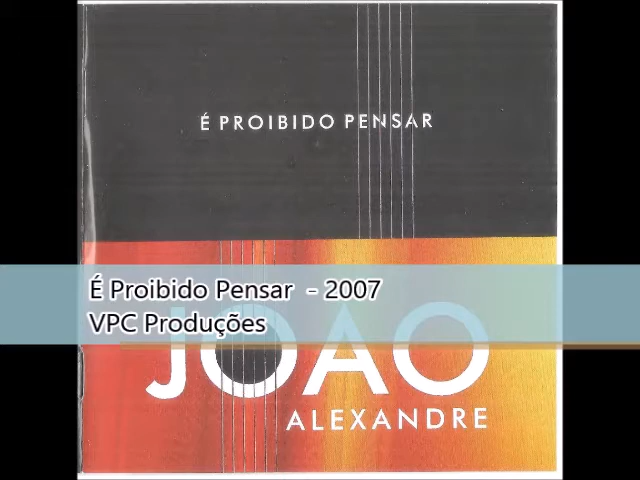 É PROIBIDO PENSAR
É Proibido Pensar - 2007
VPC Produções
JOAO
ALEXANDRE